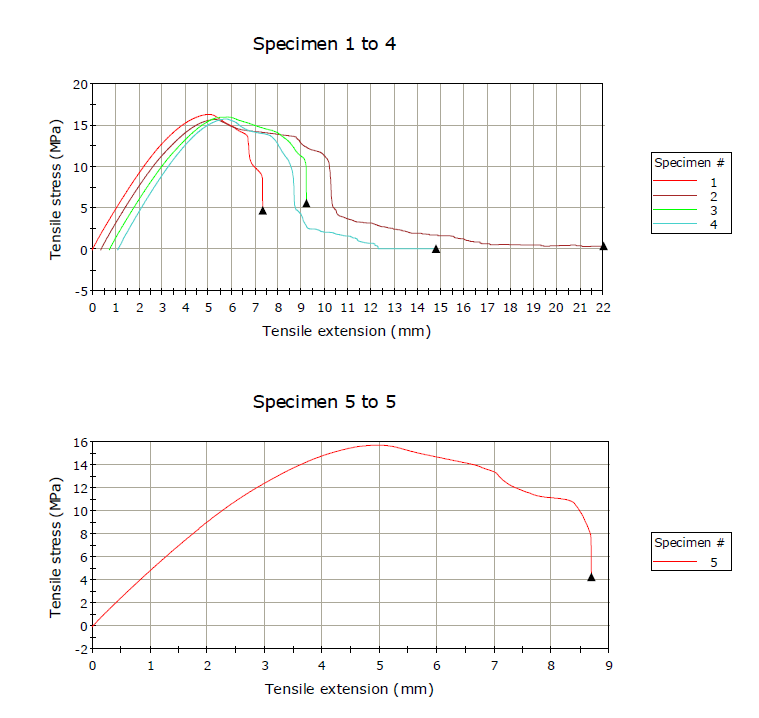 Specimen 1 to 4
Tensile stress (MPa)
20
15
10
5
0
-5
0 1 2 3 4 5 6 7 8 9 10 11 12 13 14 15 16 17 18 19 20 21 22
Tensile extension (mm)
Specimen #
1
2
3
4
Specimen 5 to 5
Tensile stress (MPa)
16
14
12
10
8
6
4
2
0
-2
0 1 2 3 4 5 6 7 8 9
Tensile extension (mm)
Specimen #
5